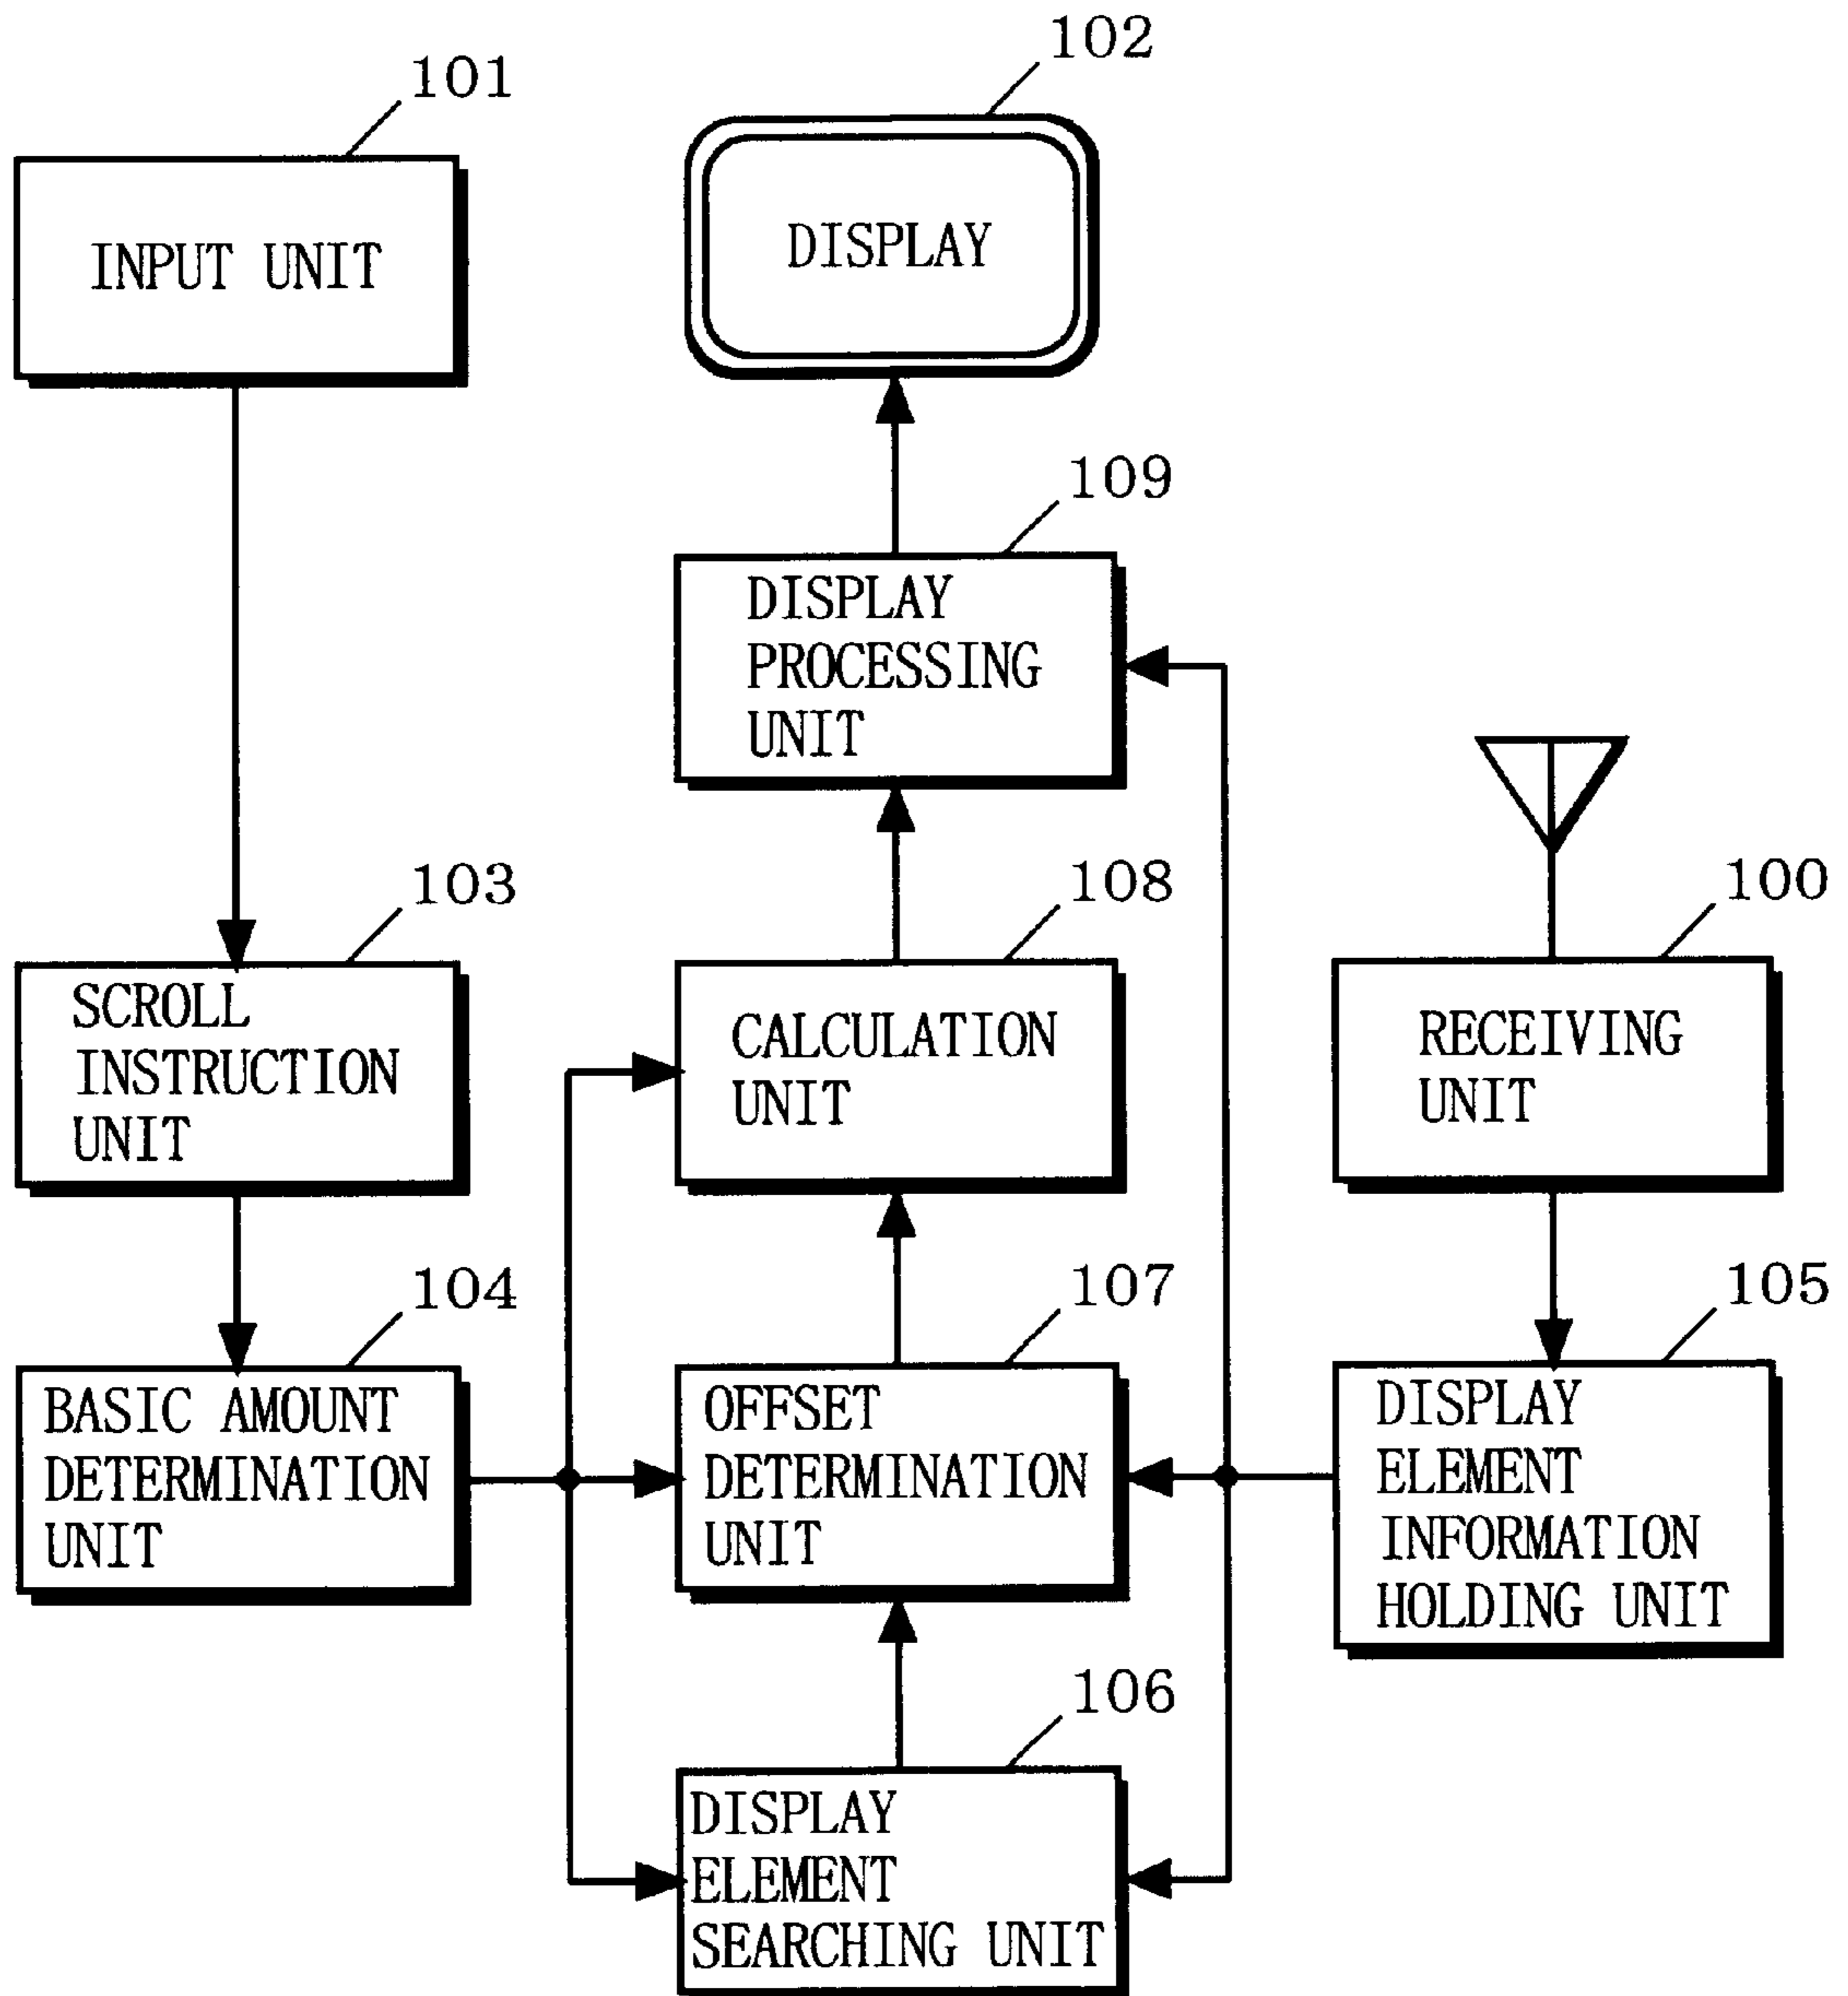 102
101
INPUT UNIT
DISPLAY
109
DISPLAY
PROCESSING
UNIT
103
SCROLL
INSTRUCTION
UNIT
108
CALCULATION
UNIT
100
RECEIVING
UNIT
104
BASIC AMOUNT
DETERMINATION
UNIT
107
OFFSET
DETERMINATION
UNIT
105
DISPLAY
ELEMENT
INFORMATION
HOLDING UNIT
106
DISPLAY
ELEMENT
SEARCHING UNIT